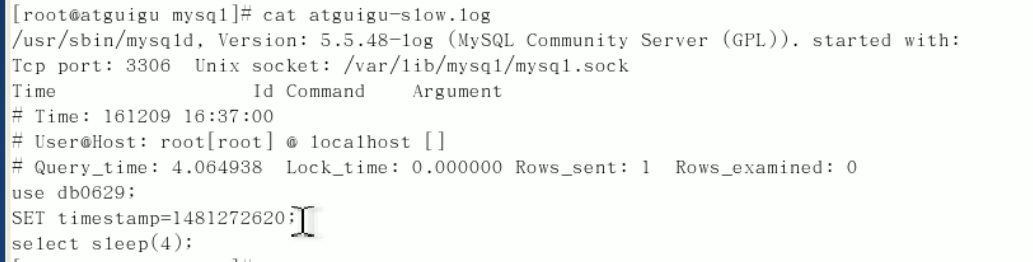 [root@atguigu mysql]# cat atguigu-slow.log
/usr/sbin/mysqld, Version: 5.5.48-log (MySQL Community Server (GPL)). started with:
Tcp port: 3306  Unix socket: /var/lib/mysql/mysql.sock
Time                 Id Command    Argument
# Time: 161209 16:37:00
# User@Host: root[root] @ localhost []
# Query_time: 4.064938  Lock_time: 0.000000 Rows_sent: 1  Rows_examined: 0
use db0629;
SET timestamp=1481272620;
select sleep(4);